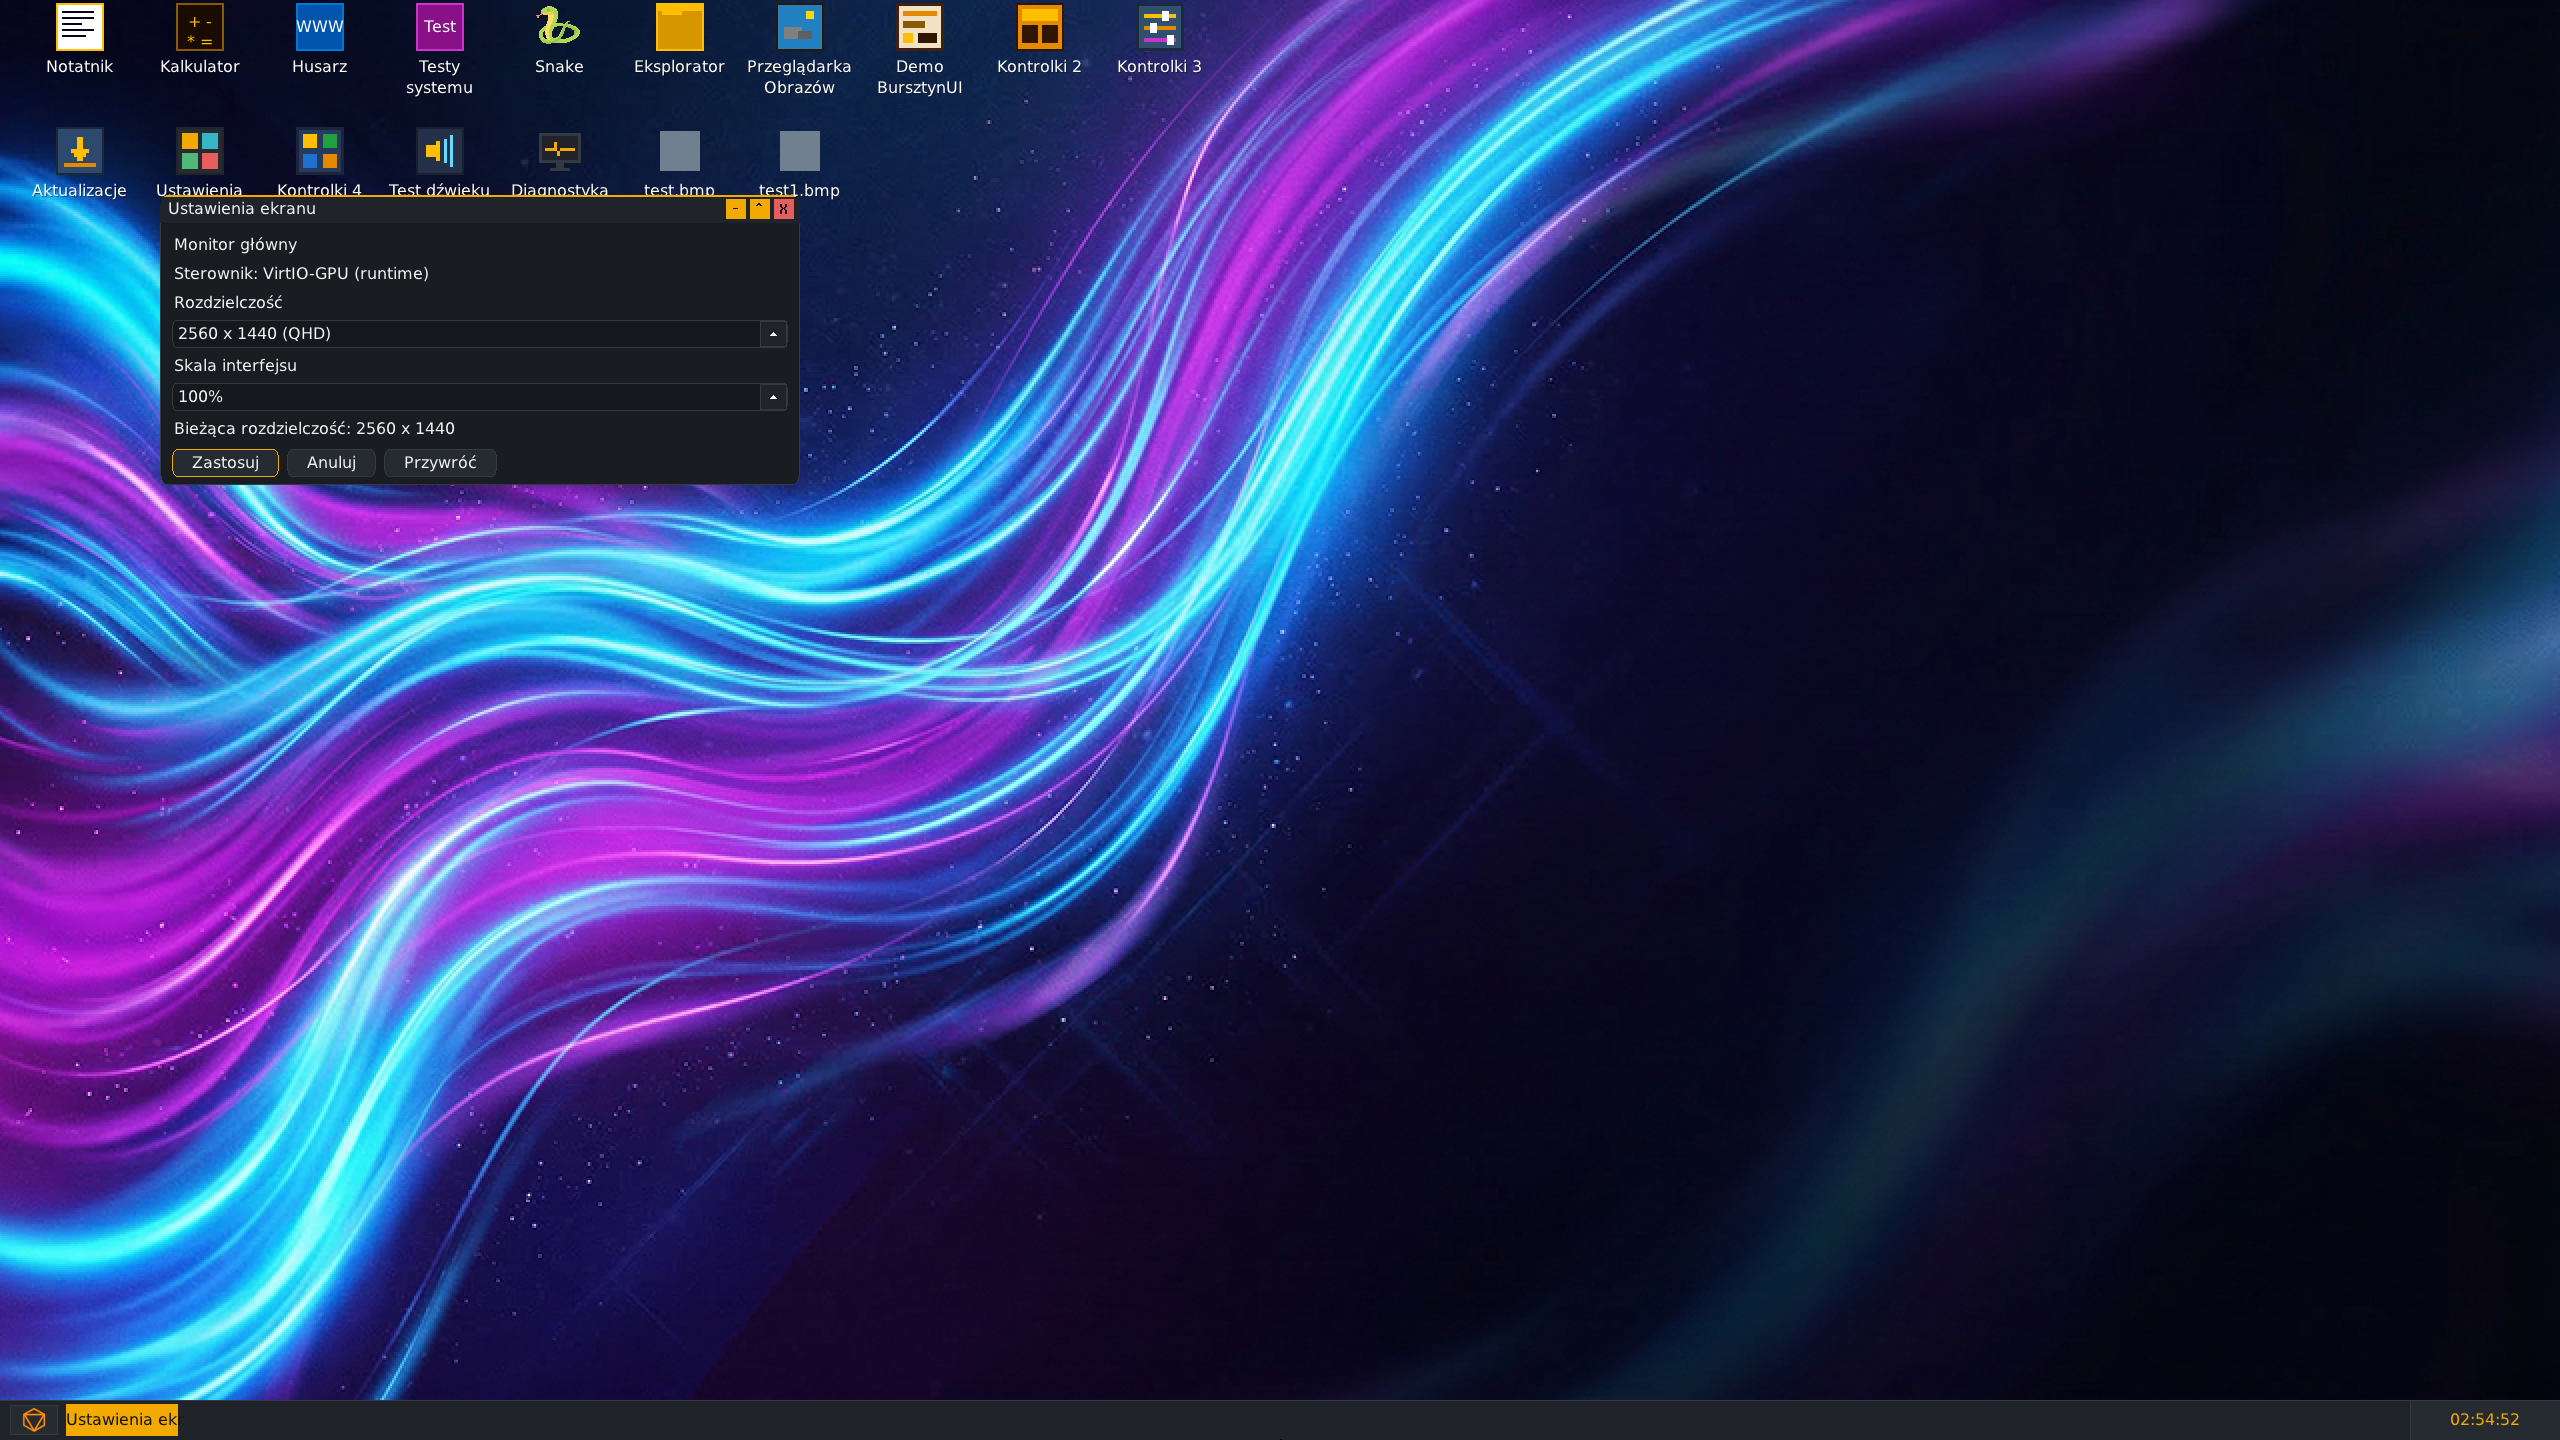 + -
* =
WWW
Test
Notatnik
Kalkulator
Husarz
Testy
systemu
Snake
Eksplorator
Przeglądarka
Obrazów
Demo
BursztynUI
Kontrolki 2
Kontrolki 3
Aktualizacje
Ustawienia
Kontrolki 4
Test dźwięku
Diagnostyka
test.bmp
test1.bmp
Ustawienia ekranu
- ^ X
Monitor główny
Sterownik: VirtIO-GPU (runtime)
Rozdzielczość
2560 x 1440 (QHD)
Skala interfejsu
100%
Bieżąca rozdzielczość: 2560 x 1440
Zastosuj
Anuluj
Przywróć
Ustawienia ek
02:54:52